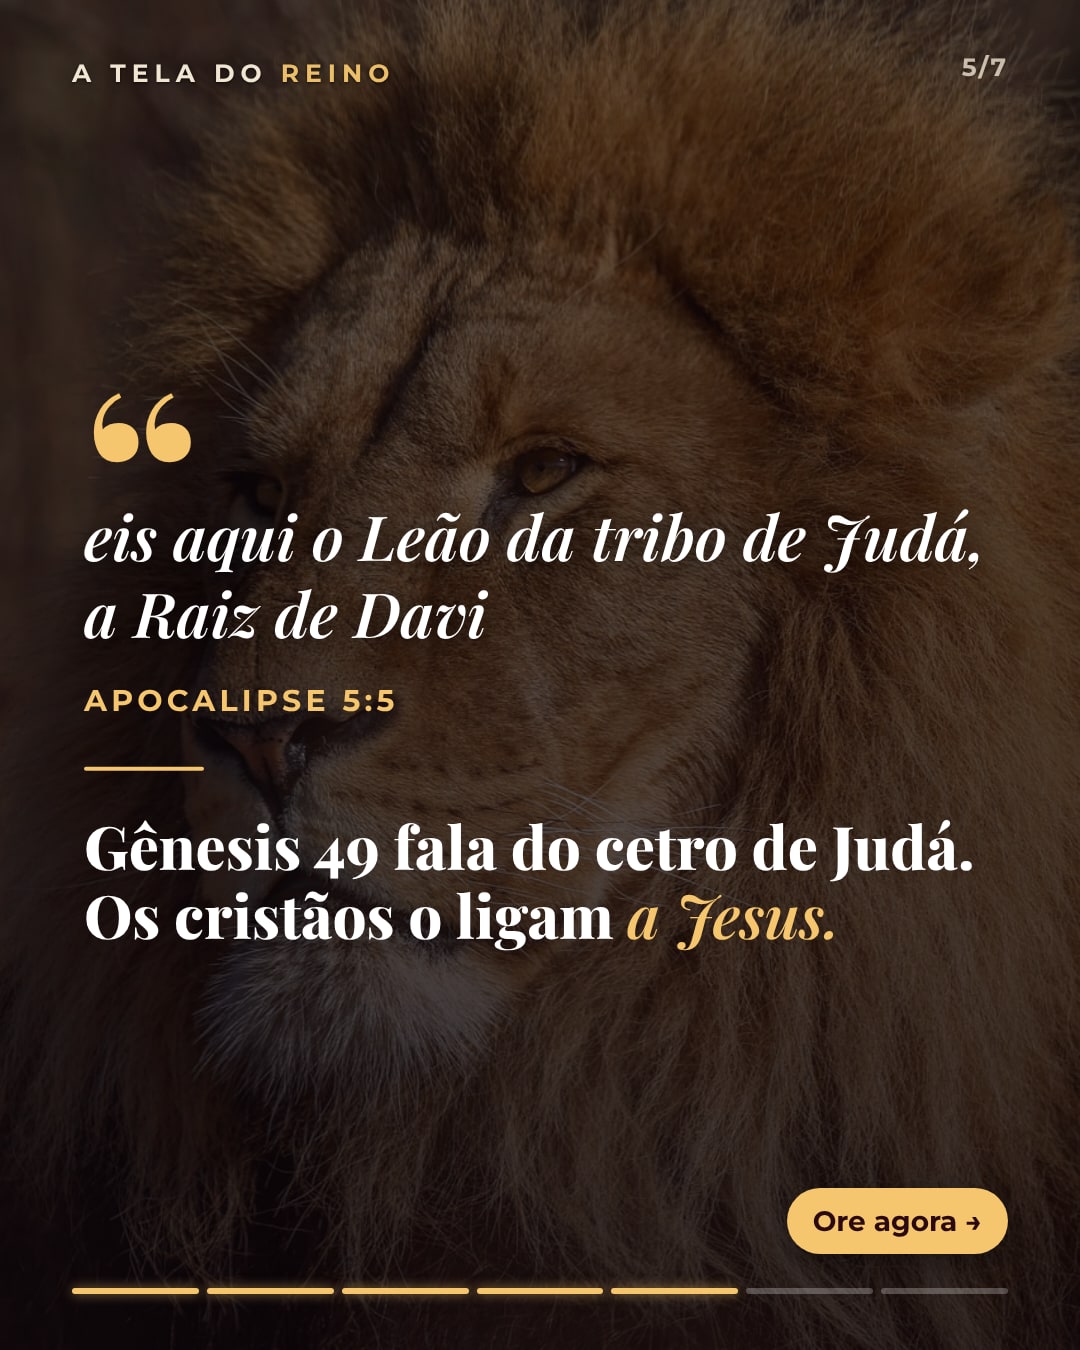 A TELA DO REINO
5/7
“
eis aqui o Leão da tribo de Judá,
a Raiz de Davi
APOCALIPSE 5:5
Gênesis 49 fala do cetro de Judá.
Os cristãos o ligam a Jesus.
Ore agora →